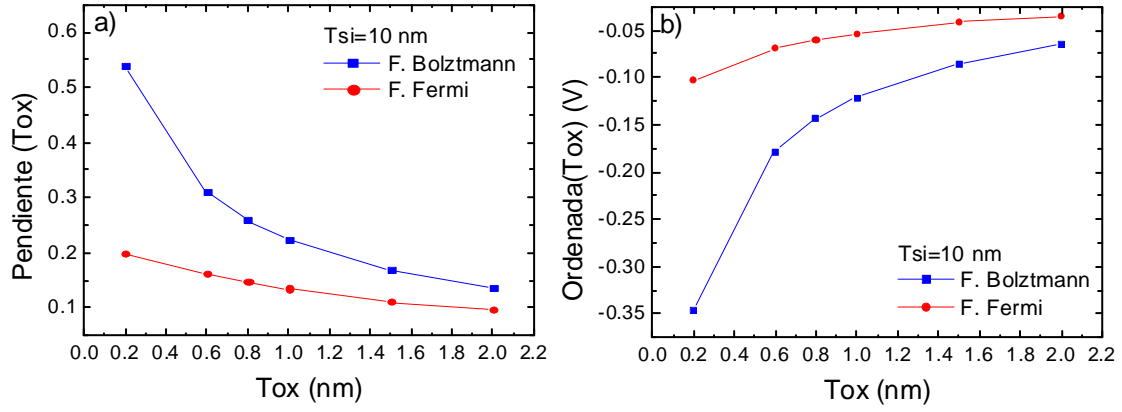 a)
Tsi=10 nm
F. Bolztmann
F. Fermi
Pendiente (Tox)
0.6
0.5
0.4
0.3
0.2
0.1
0.0 0.2 0.4 0.6 0.8 1.0 1.2 1.4 1.6 1.8 2.0 2.2
Tox (nm)
b)
Ordenada(Tox) (V)
-0.05
-0.10
-0.15
-0.20
-0.25
-0.30
-0.35
Tsi=10 nm
F. Bolztmann
F. Fermi
0.0 0.2 0.4 0.6 0.8 1.0 1.2 1.4 1.6 1.8 2.0 2.2
Tox (nm)